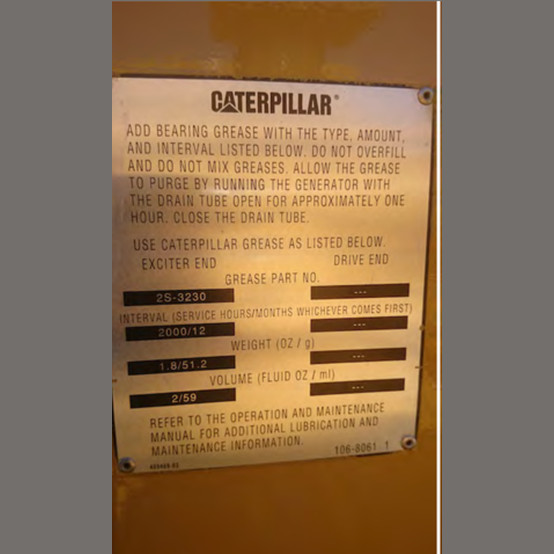 CATERPILLAR®
ADD BEARING GREASE WITH THE TYPE, AMOUNT,
AND INTERVAL LISTED BELOW. DO NOT OVERFILL
AND DO NOT MIX GREASES. ALLOW THE GREASE
TO PURGE BY RUNNING THE GENERATOR WITH
THE DRAIN TUBE OPEN FOR APPROXIMATELY ONE
HOUR. CLOSE THE DRAIN TUBE.
USE CATERPILLAR GREASE AS LISTED BELOW.
EXCITER END DRIVE END
GREASE PART NO.
2S-3230 ---
INTERVAL (SERVICE HOURS/MONTHS WHICHEVER COMES FIRST)
2000/12 ---
WEIGHT (OZ / g)
1.8/51.2 ---
VOLUME (FLUID OZ / ml)
2/59 ---
REFER TO THE OPERATION AND MAINTENANCE
MANUAL FOR ADDITIONAL LUBRICATION AND
MAINTENANCE INFORMATION.
106-8061 1